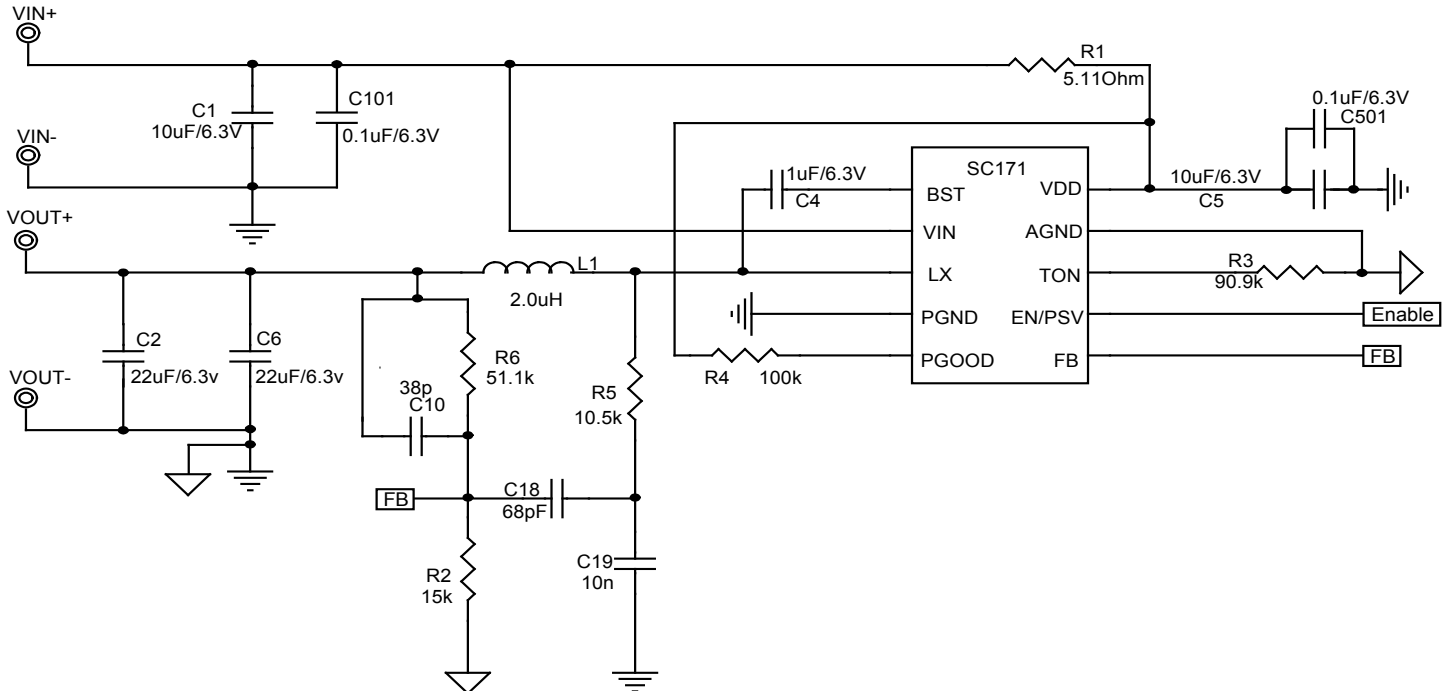 VIN+
R1
5.11Ohm
C1
10uF/6.3V
C101
0.1uF/6.3V
VIN-
0.1uF/6.3V
C501
SC171
1uF/6.3V
C4
BST
VDD
10uF/6.3V
C5
VOUT+
VIN
AGND
L1
2.0uH
LX
TON
R3
90.9k
PGND
EN/PSV
Enable
C2
22uF/6.3v
C6
22uF/6.3v
R6
51.1k
PGOOD
FB
FB
R4
100k
VOUT-
38p
C10
R5
10.5k
FB
C18
68pF
R2
15k
C19
10n